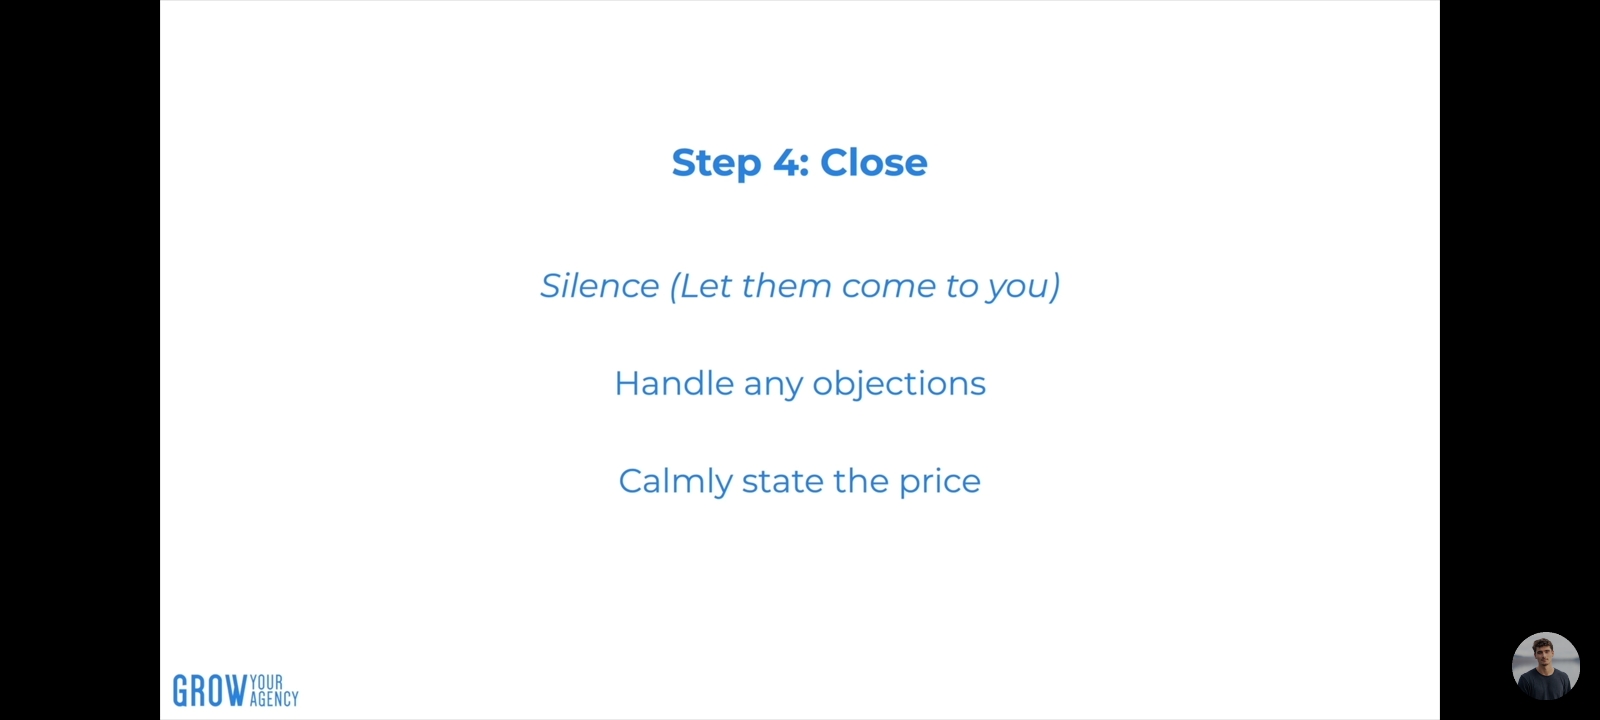 Step 4: Close
Silence (Let them come to you)
Handle any objections
Calmly state the price
GROW YOUR AGENCY